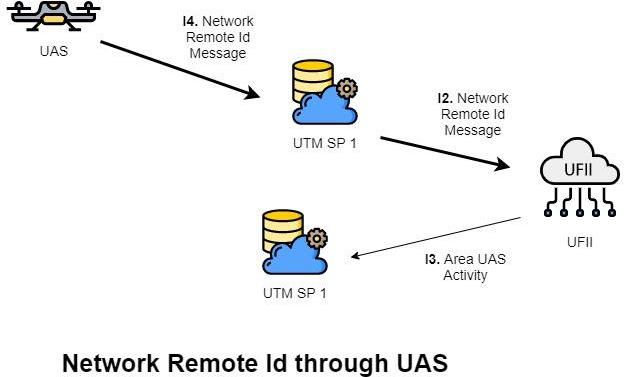 UAS
I4. Network
Remote Id
Message
UTM SP 1
I2. Network
Remote Id
Message
UFII
UFII
I3. Area UAS
Activity
UTM SP 1
Network Remote Id through UAS